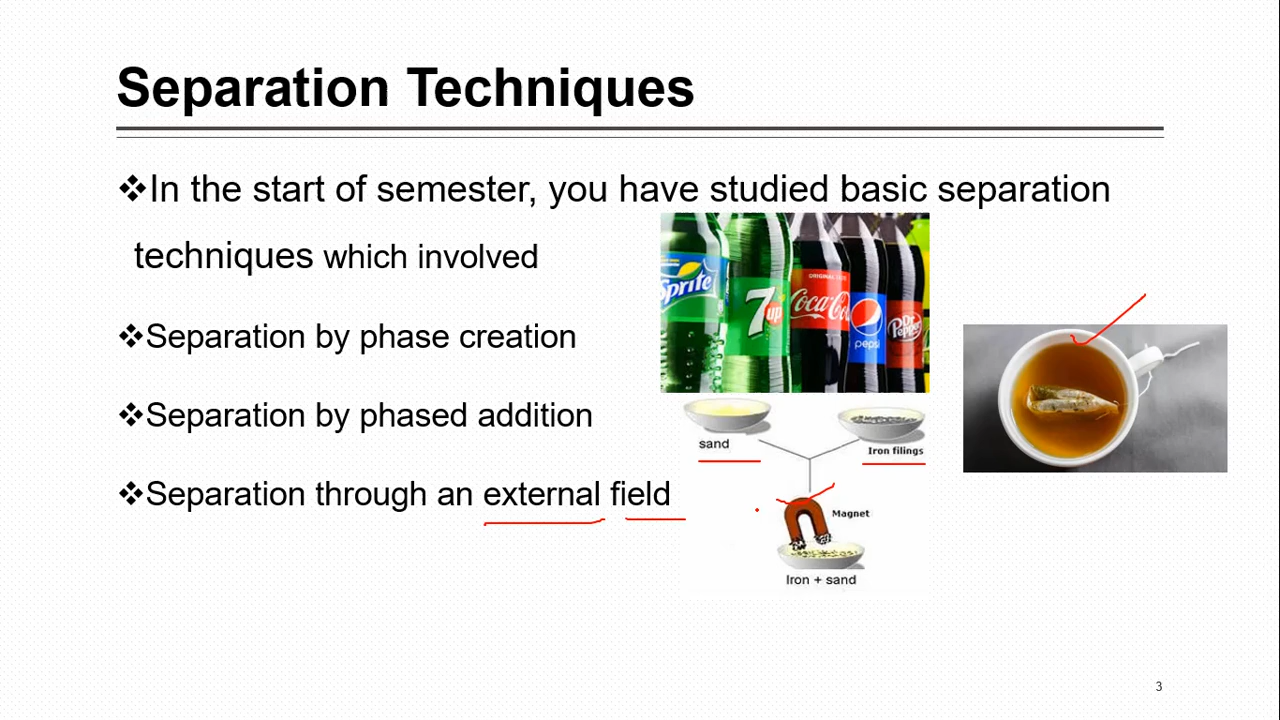 Separation Techniques
❖In the start of semester, you have studied basic separation
techniques which involved
❖Separation by phase creation
❖Separation by phased addition
❖Separation through an external field
Sprite
7up
ORIGINAL
Coca-Cola
pepsi
Dr Pepper
sand
Iron filings
Magnet
Iron + sand
3